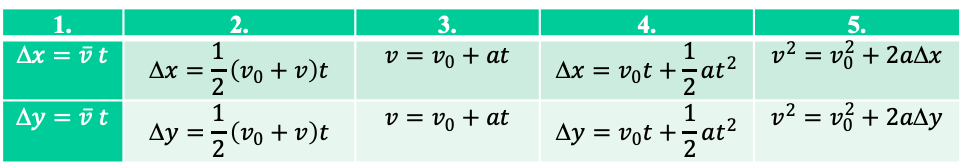 1. 2. 3. 4. 5.
Δx = v̄ t Δx = 1/2(v₀ + v)t v = v₀ + at Δx = v₀t + 1/2at² v² = v₀² + 2aΔx
Δy = v̄ t Δy = 1/2(v₀ + v)t v = v₀ + at Δy = v₀t + 1/2at² v² = v₀² + 2aΔy